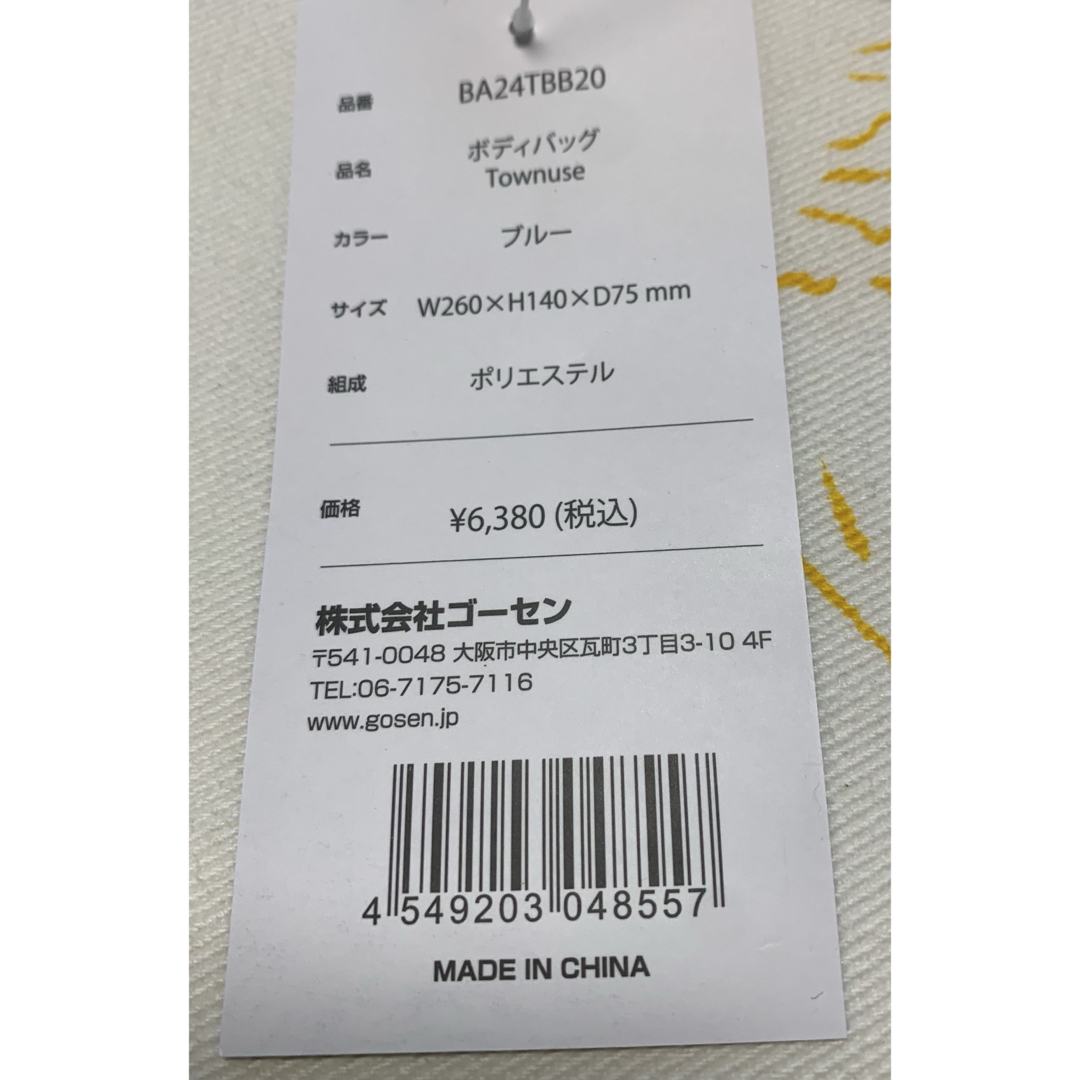 品番 BA24TBB20
品名 ボディバッグ
Townuse
カラー ブルー
サイズ W260×H140×D75 mm
組成 ポリエステル
価格 ¥6,380 (税込)
株式会社ゴーセン
〒541-0048 大阪市中央区瓦町3丁目3-10 4F
TEL:06-7175-7116
www.gosen.jp
4 549203 048557
MADE IN CHINA